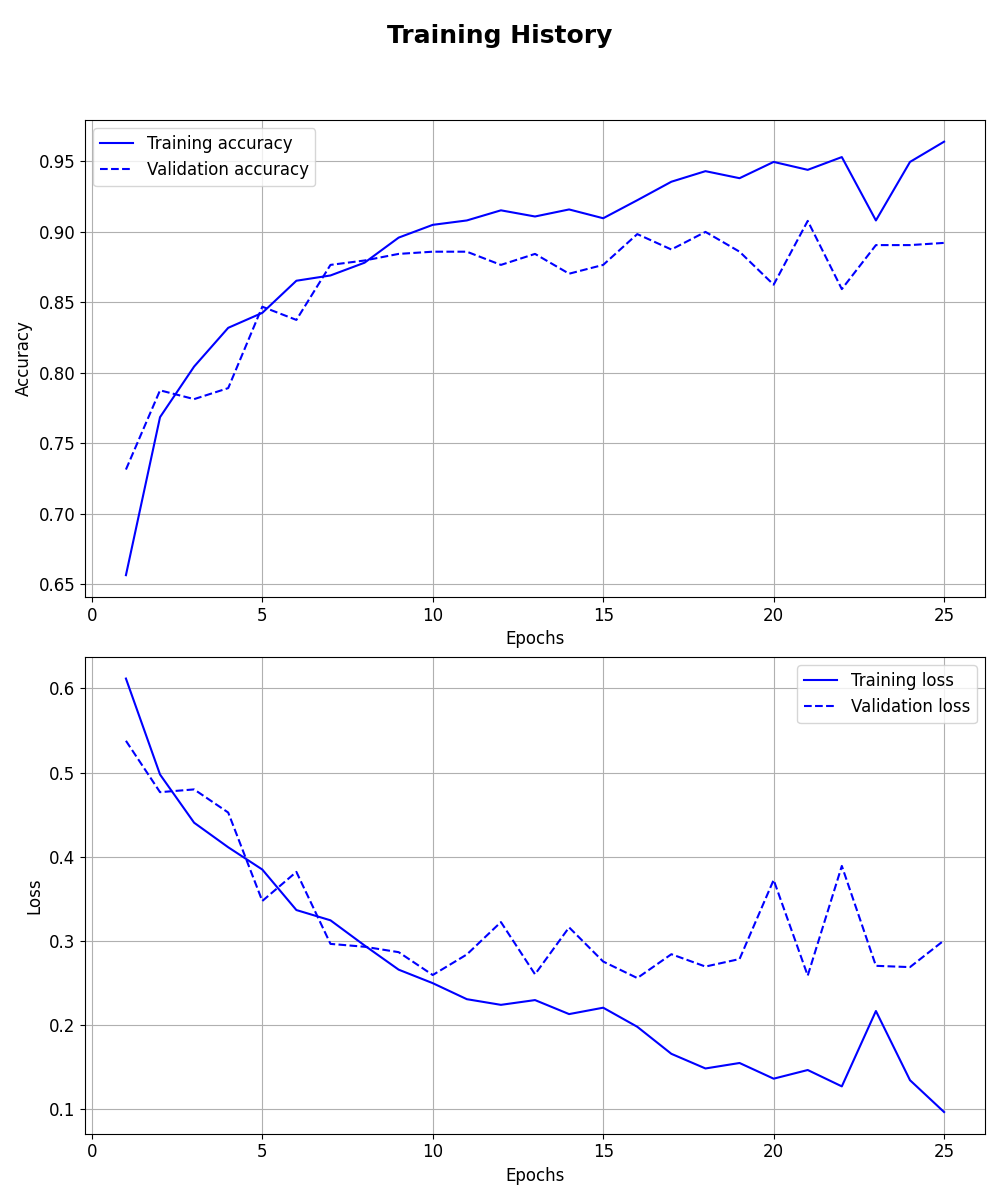 Training History
Training accuracy
Validation accuracy
0.95
0.90
0.85
0.80
0.75
0.70
0.65
Accuracy
0 5 10 15 20 25
Epochs
Training loss
Validation loss
0.6
0.5
0.4
0.3
0.2
0.1
Loss
0 5 10 15 20 25
Epochs